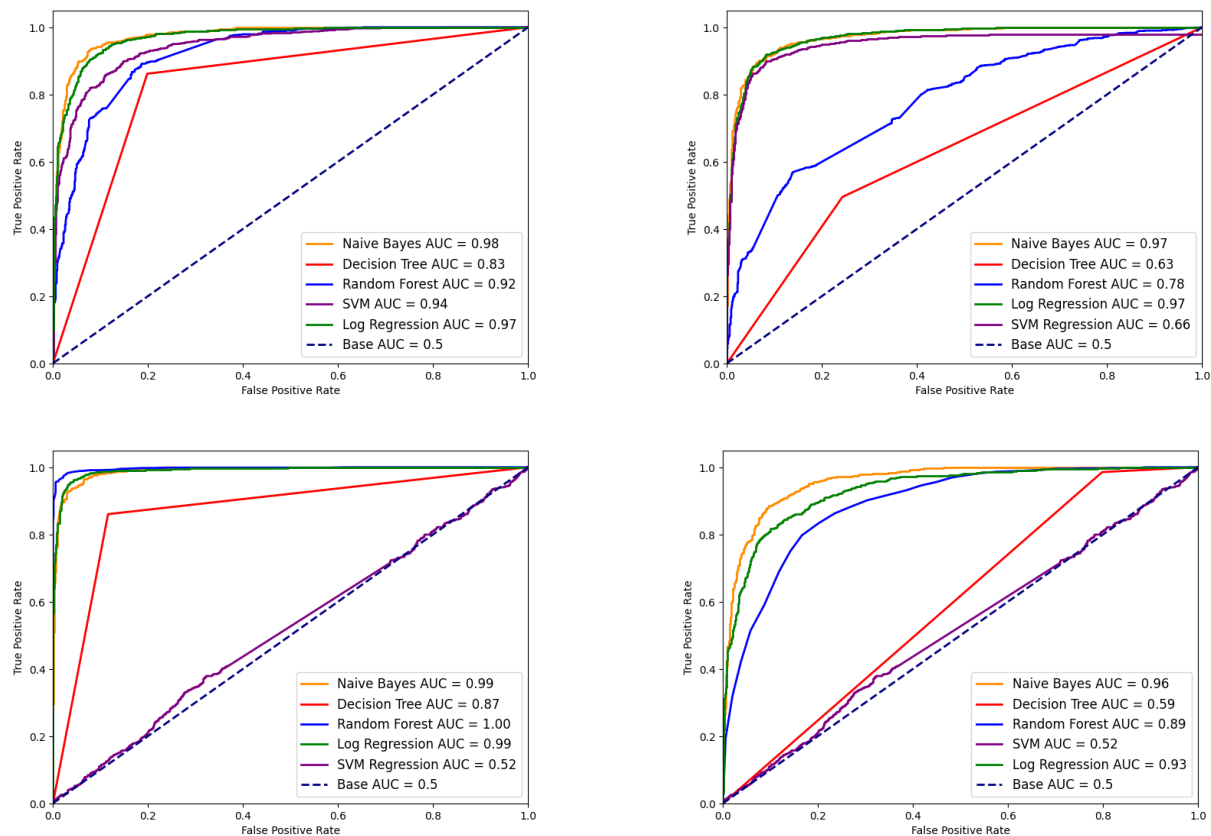 1.0
0.8
0.6
0.4
0.2
0.0
True Positive Rate
Naive Bayes AUC = 0.98
Decision Tree AUC = 0.83
Random Forest AUC = 0.92
SVM AUC = 0.94
Log Regression AUC = 0.97
Base AUC = 0.5
0.0 0.2 0.4 0.6 0.8 1.0
False Positive Rate
1.0
0.8
0.6
0.4
0.2
0.0
True Positive Rate
Naive Bayes AUC = 0.97
Decision Tree AUC = 0.63
Random Forest AUC = 0.78
Log Regression AUC = 0.97
SVM Regression AUC = 0.66
Base AUC = 0.5
0.0 0.2 0.4 0.6 0.8 1.0
False Positive Rate
1.0
0.8
0.6
0.4
0.2
0.0
True Positive Rate
Naive Bayes AUC = 0.99
Decision Tree AUC = 0.87
Random Forest AUC = 1.00
Log Regression AUC = 0.99
SVM Regression AUC = 0.52
Base AUC = 0.5
0.0 0.2 0.4 0.6 0.8 1.0
False Positive Rate
1.0
0.8
0.6
0.4
0.2
0.0
True Positive Rate
Naive Bayes AUC = 0.96
Decision Tree AUC = 0.59
Random Forest AUC = 0.89
SVM AUC = 0.52
Log Regression AUC = 0.93
Base AUC = 0.5
0.0 0.2 0.4 0.6 0.8 1.0
False Positive Rate